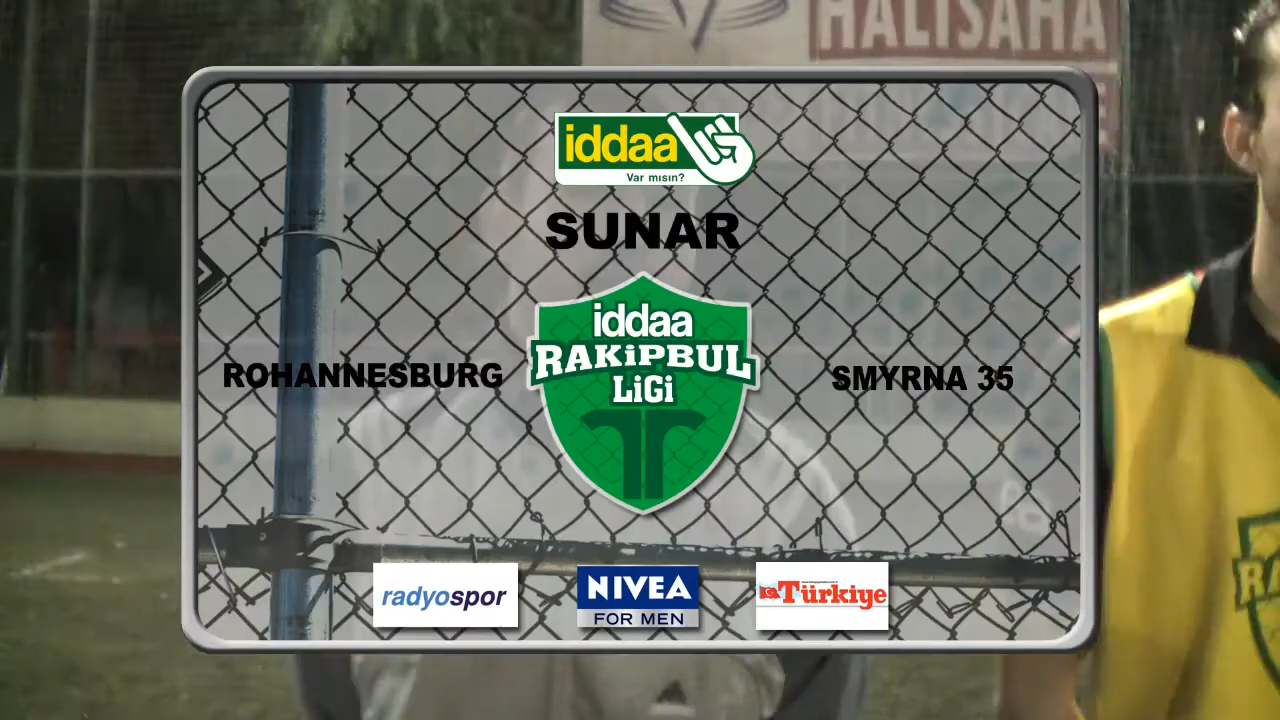 HALISAHA
iddaa
Var mısın?
SUNAR
iddaa
RAKiPBUL
LiGi
ROHANNESBURG
SMYRNA 35
radyospor
NIVEA
FOR MEN
Türkiye